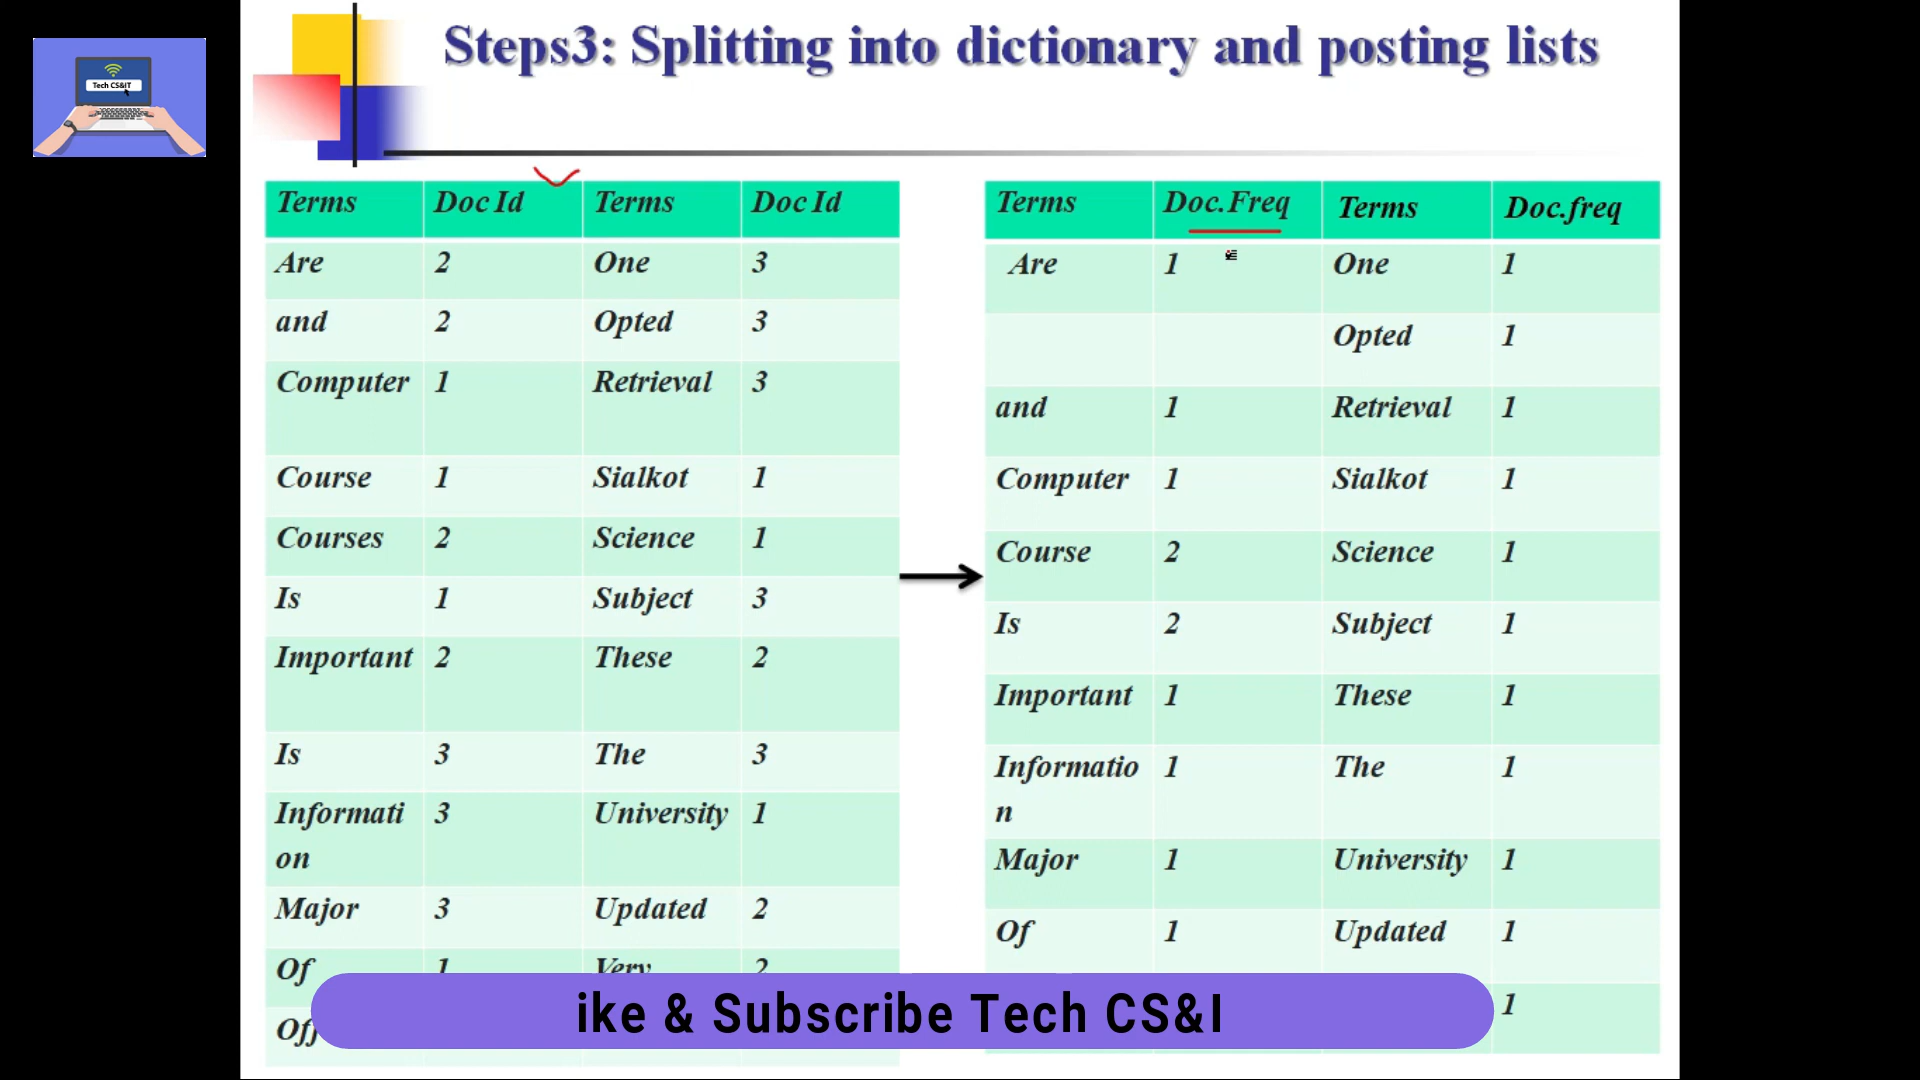 Tech CS&IT
Steps3: Splitting into dictionary and posting lists
Terms Doc Id Terms Doc Id
Are 2 One 3
and 2 Opted 3
Computer 1 Retrieval 3
Course 1 Sialkot 1
Courses 2 Science 1
Is 1 Subject 3
Important 2 These 2
Is 3 The 3
Informati 3 University 1
on
Major 3 Updated 2
Of 1 Very 2
Terms Doc.Freq Terms Doc.freq
Are 1 One 1
Opted 1
and 1 Retrieval 1
Computer 1 Sialkot 1
Course 2 Science 1
Is 2 Subject 1
Important 1 These 1
Informatio 1 The 1
n
Major 1 University 1
Of 1 Updated 1
1
ike & Subscribe Tech CS&I